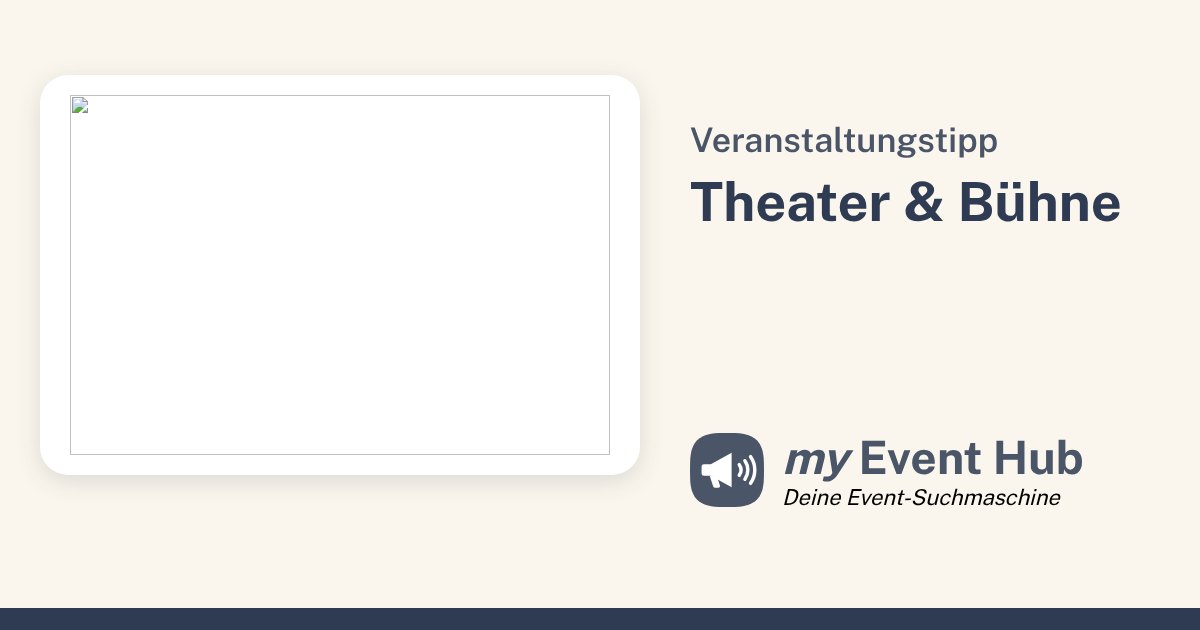 Veranstaltungstipp
Theater & Bühne
my Event Hub
Deine Event-Suchmaschine